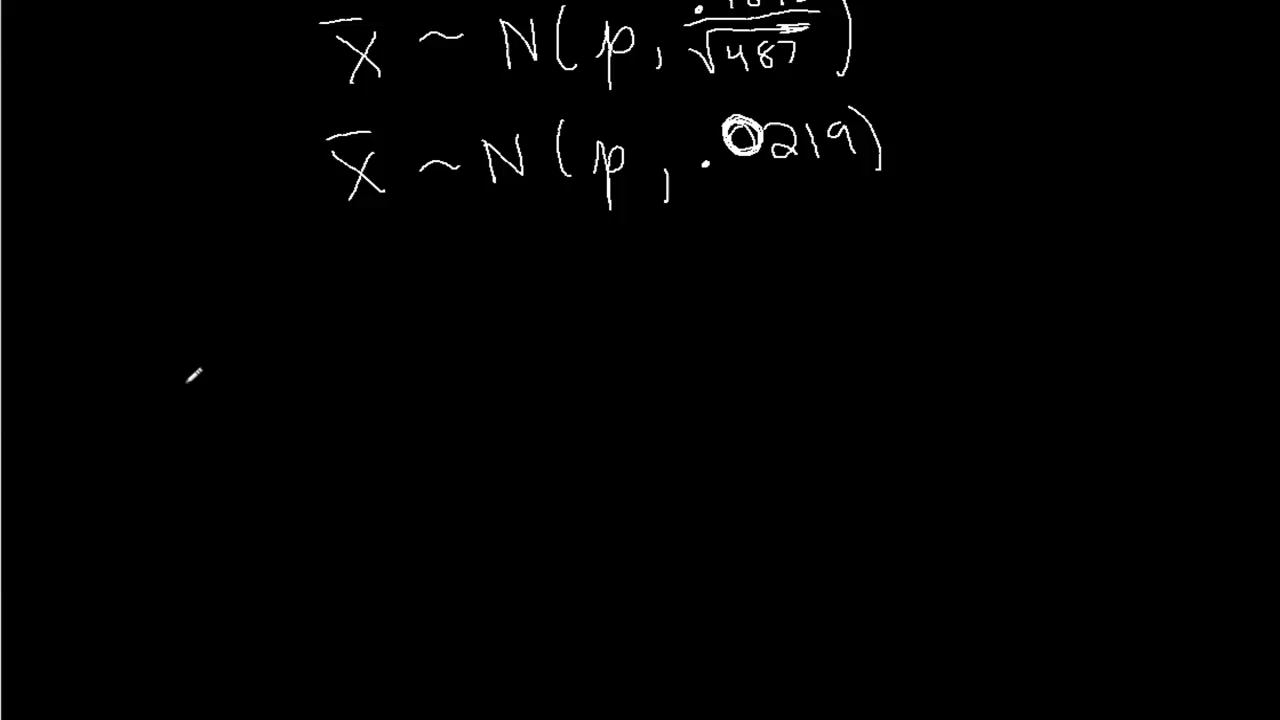 X̄ ~ N(p, /√487)
X̄ ~ N(p, .0219)